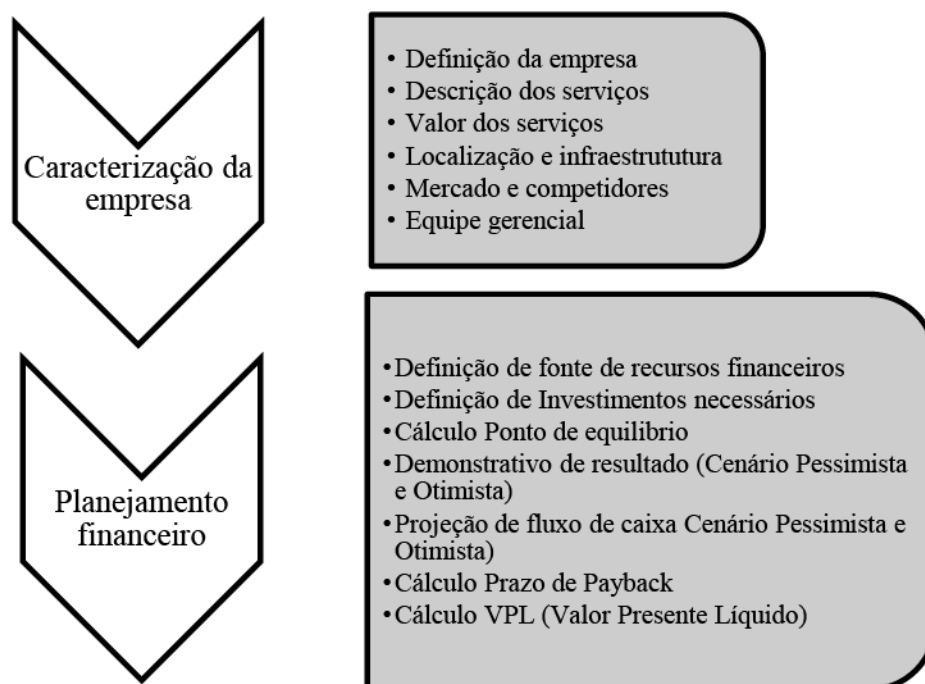 Caracterização da
empresa
• Definição da empresa
• Descrição dos serviços
• Valor dos serviços
• Localização e infraestrututura
• Mercado e competidores
• Equipe gerencial
Planejamento
financeiro
•Definição de fonte de recursos financeiros
•Definição de Investimentos necessários
•Cálculo Ponto de equilibrio
•Demonstrativo de resultado (Cenário Pessimista
e Otimista)
•Projeção de fluxo de caixa Cenário Pessimista e
Otimista)
•Cálculo Prazo de Payback
•Cálculo VPL (Valor Presente Líquido)